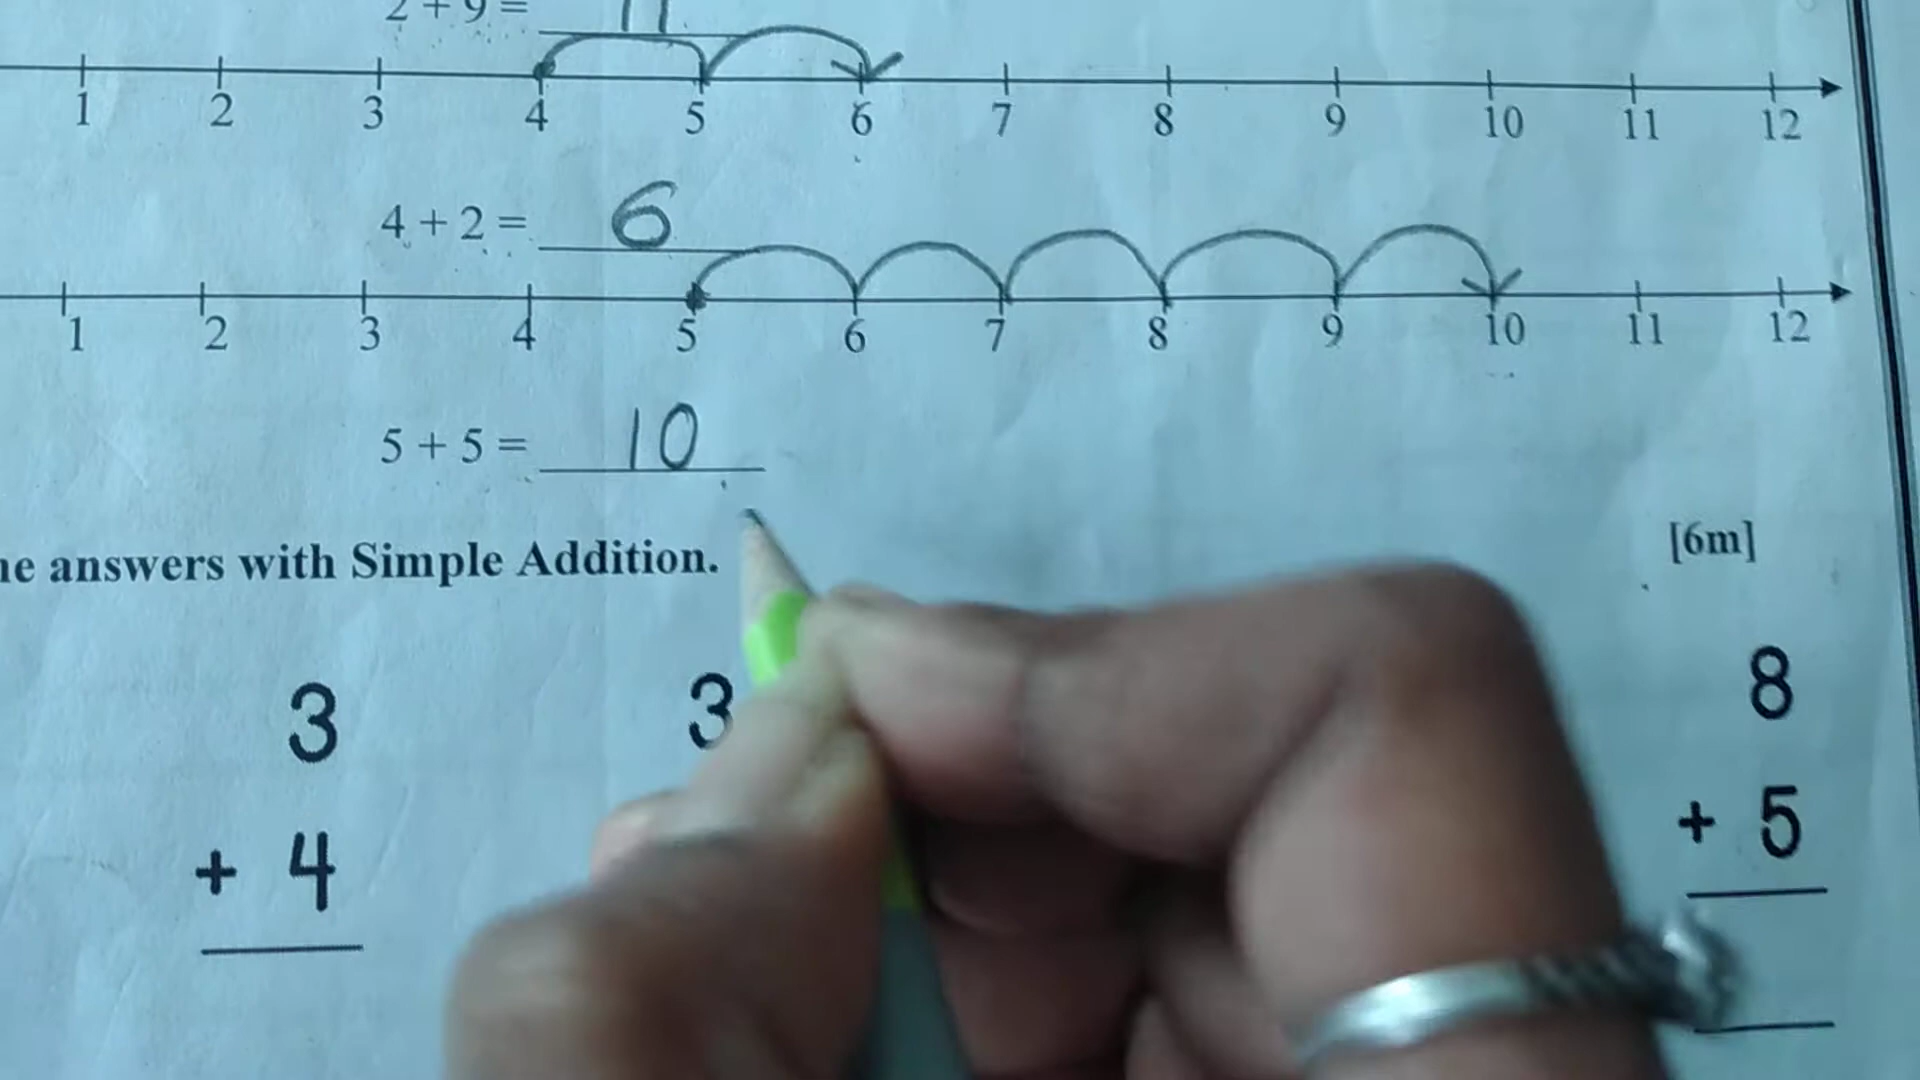 2 + 9 = 11
1 2 3 4 5 6 7 8 9 10 11 12
4 + 2 = 6
1 2 3 4 5 6 7 8 9 10 11 12
5 + 5 = 10
answers with Simple Addition. [6m]
3 3 8
+ 4 + 5